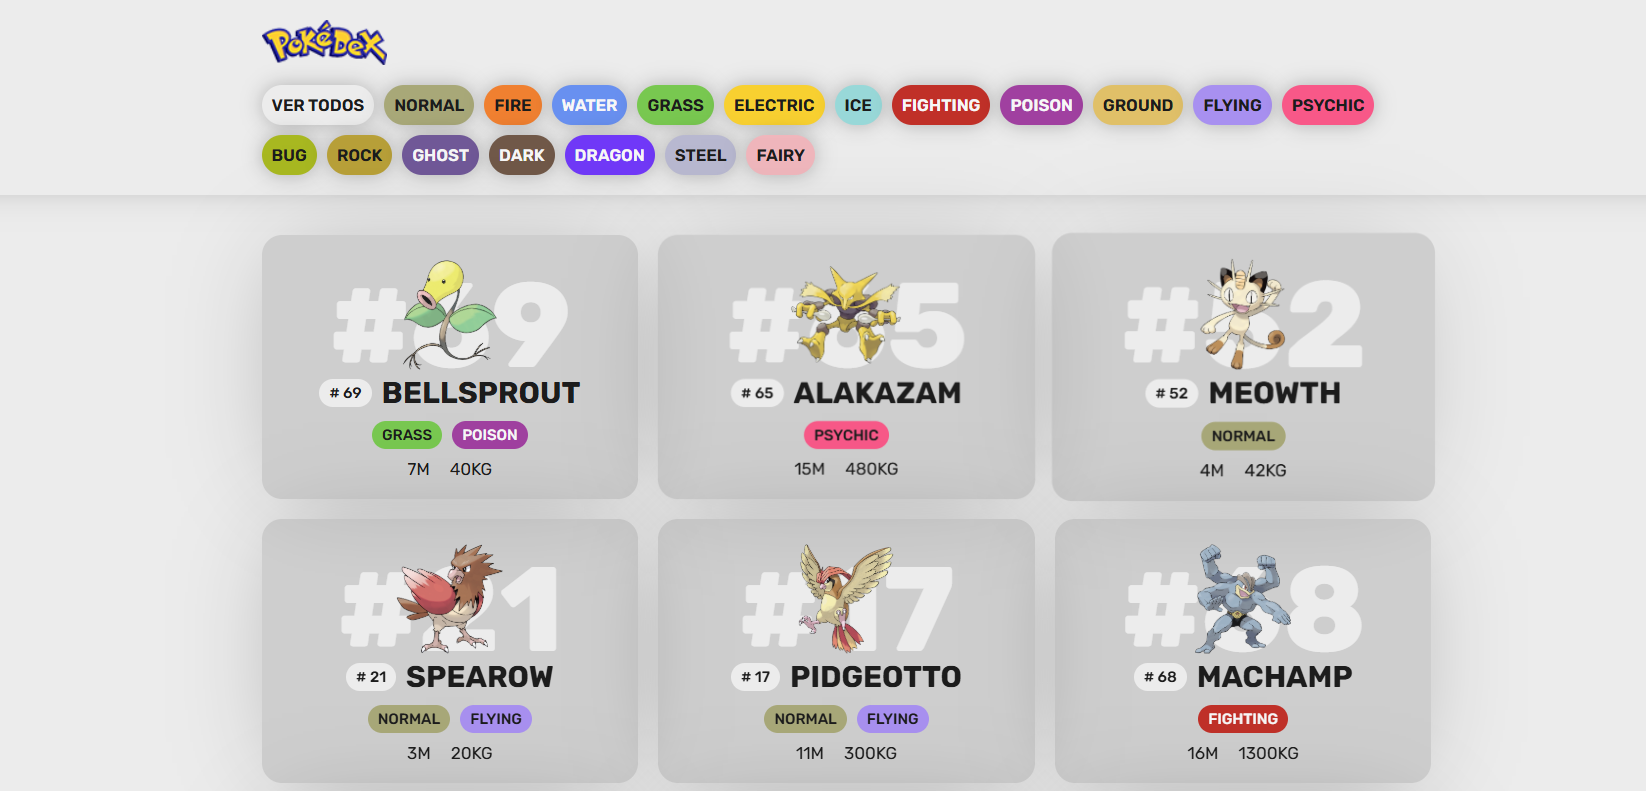 PokéDex
VER TODOS NORMAL FIRE WATER GRASS ELECTRIC ICE FIGHTING POISON GROUND FLYING PSYCHIC
BUG ROCK GHOST DARK DRAGON STEEL FAIRY
#69
# 69 BELLSPROUT
GRASS POISON
7M 40KG
#65
# 65 ALAKAZAM
PSYCHIC
15M 480KG
#52
# 52 MEOWTH
NORMAL
4M 42KG
#21
# 21 SPEAROW
NORMAL FLYING
3M 20KG
#17
# 17 PIDGEOTTO
NORMAL FLYING
11M 300KG
#68
# 68 MACHAMP
FIGHTING
16M 1300KG